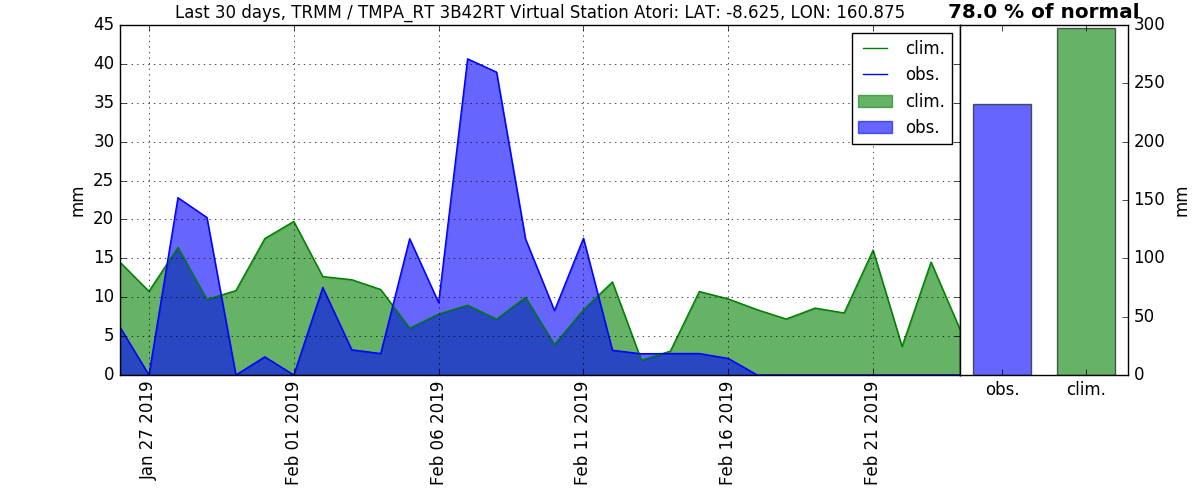 Last 30 days, TRMM / TMPA_RT 3B42RT Virtual Station Atori: LAT: -8.625, LON: 160.875
78.0 % of normal
45
40
35
30
25
20
15
10
5
0
mm
clim.
obs.
clim.
obs.
300
250
200
150
100
50
0
mm
obs.
clim.
Jan 27 2019
Feb 01 2019
Feb 06 2019
Feb 11 2019
Feb 16 2019
Feb 21 2019